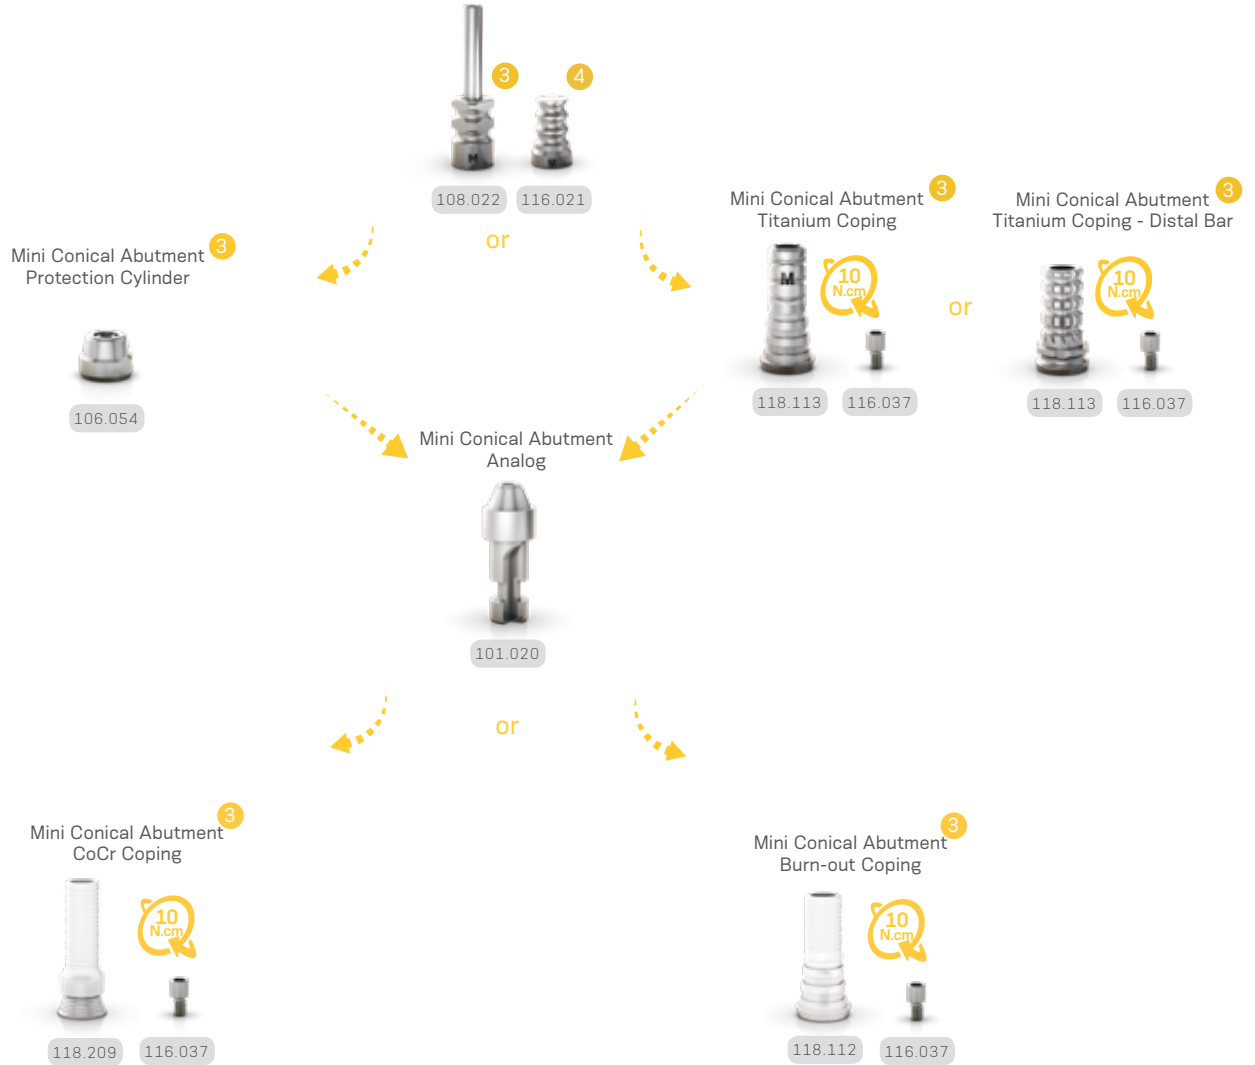 3
4
M
M
108.022
116.021
or
Mini Conical Abutment
Protection Cylinder
3
106.054
Mini Conical Abutment
Titanium Coping
3
M
10
N.cm
118.113
116.037
or
Mini Conical Abutment
Titanium Coping - Distal Bar
3
10
N.cm
118.113
116.037
Mini Conical Abutment
Analog
101.020
or
Mini Conical Abutment
CoCr Coping
3
10
N.cm
118.209
116.037
Mini Conical Abutment
Burn-out Coping
3
10
N.cm
118.112
116.037